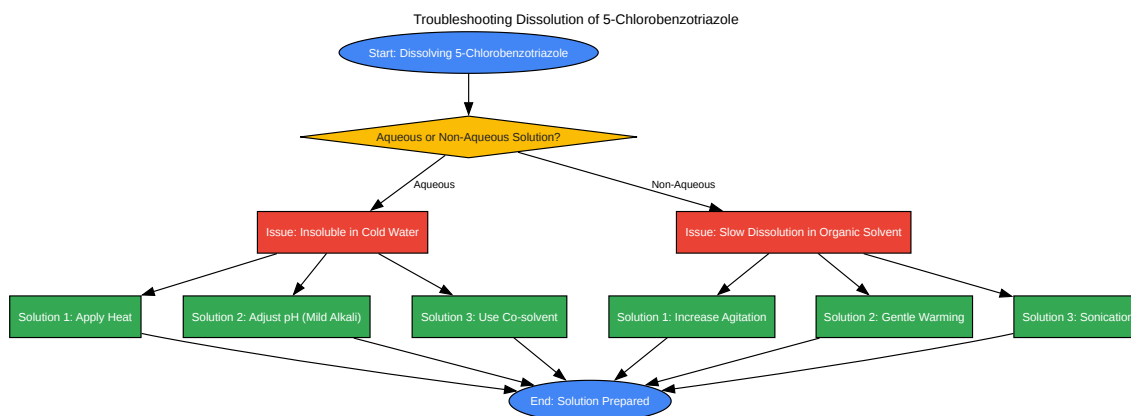 Troubleshooting Dissolution of 5-Chlorobenzotriazole
Start: Dissolving 5-Chlorobenzotriazole
Aqueous or Non-Aqueous Solution?
Aqueous
Non-Aqueous
Issue: Insoluble in Cold Water
Issue: Slow Dissolution in Organic Solvent
Solution 1: Apply Heat
Solution 2: Adjust pH (Mild Alkali)
Solution 3: Use Co-solvent
Solution 1: Increase Agitation
Solution 2: Gentle Warming
Solution 3: Sonication
End: Solution Prepared